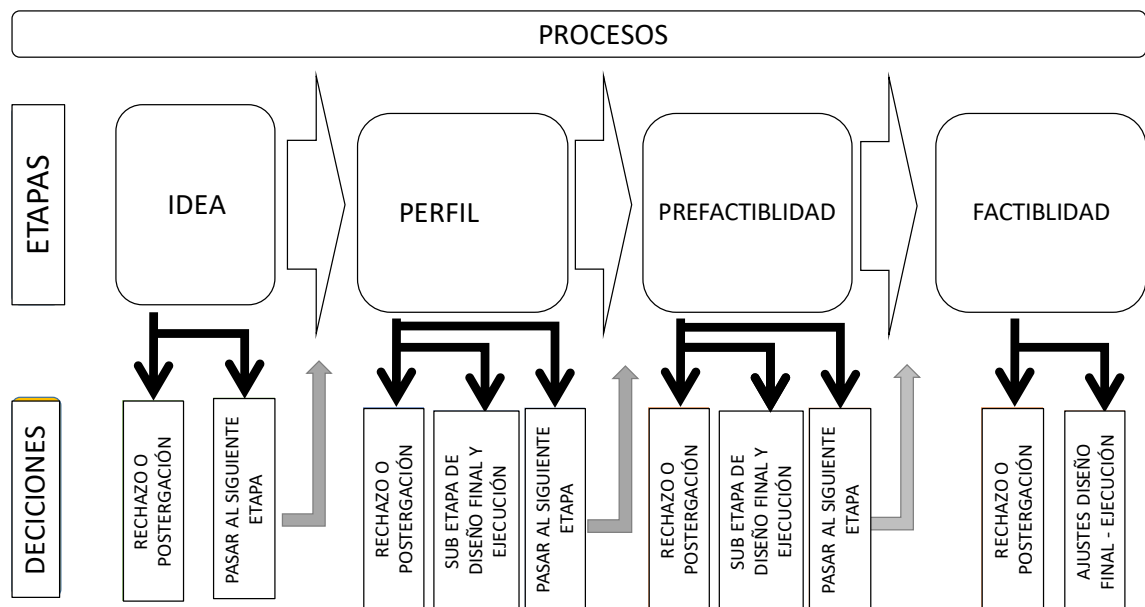 PROCESOS
ETAPAS
IDEA
PERFIL
PREFACTIBLIDAD
FACTIBLIDAD
DECICIONES
RECHAZO O
POSTERGACIÓN
PASAR AL SIGUIENTE
ETAPA
RECHAZO O
POSTERGACIÓN
SUB ETAPA DE
DISEÑO FINAL Y
EJECUCIÓN
PASAR AL SIGUIENTE
ETAPA
RECHAZO O
POSTERGACIÓN
SUB ETAPA DE
DISEÑO FINAL Y
EJECUCIÓN
PASAR AL SIGUIENTE
ETAPA
RECHAZO O
POSTERGACIÓN
AJUSTES DISEÑO
FINAL - EJECUCIÓN